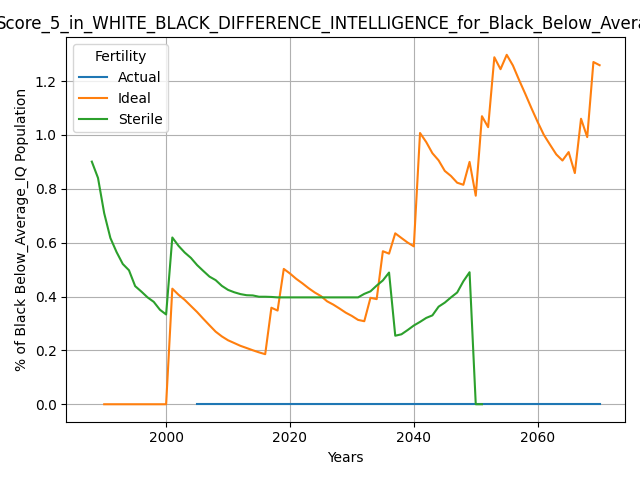 Score_5_in_WHITE_BLACK_DIFFERENCE_INTELLIGENCE_for_Black_Below_Avera
Fertility
Actual
Ideal
Sterile
% of Black Below_Average_IQ Population
1.2
1.0
0.8
0.6
0.4
0.2
0.0
2000 2020 2040 2060
Years